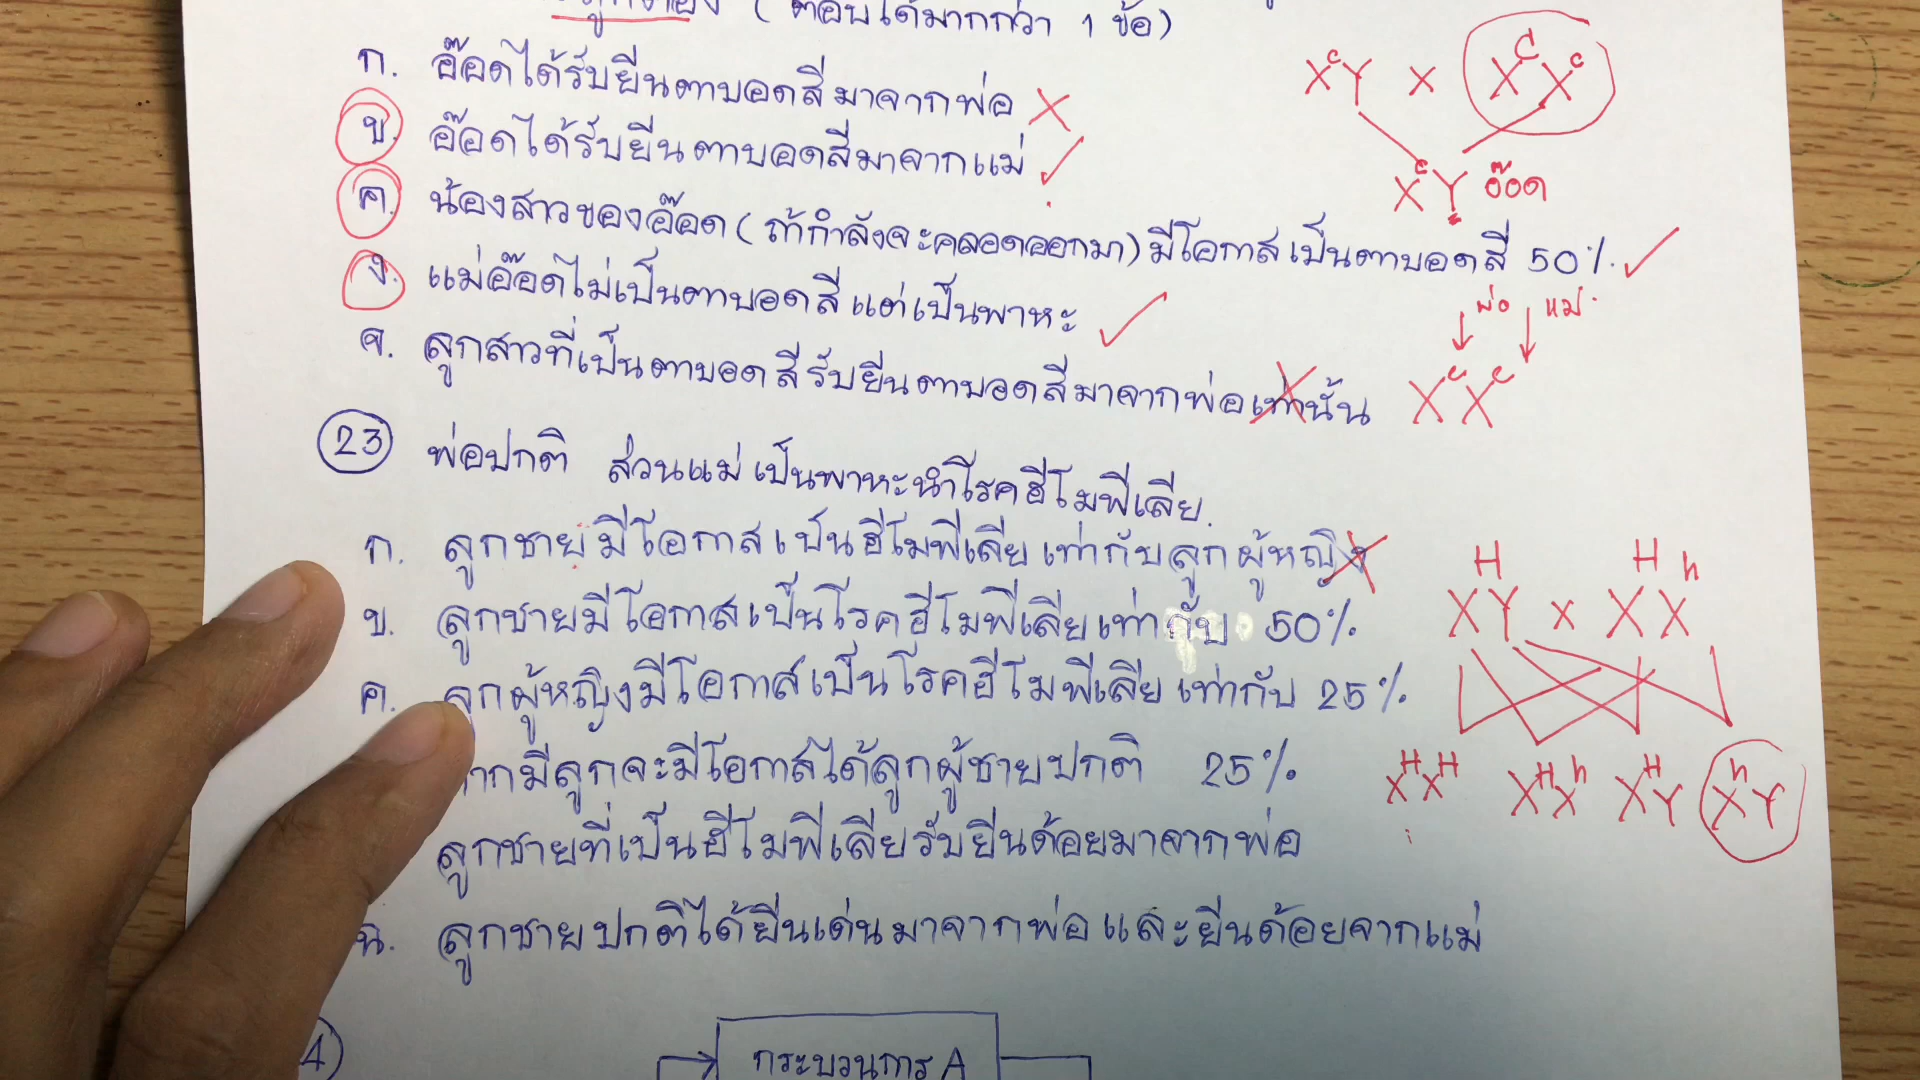 (ตอบได้มากกว่า 1 ข้อ)
ก. อ๊อดได้รับยีนตาบอดสีมาจากพ่อ
ข. อ๊อดได้รับยีนตาบอดสีมาจากแม่
ค. น้องสาวของอ๊อด (ถ้ากำลังจะคลอดออกมา) มีโอกาสเป็นตาบอดสี 50%.
ง. แม่อ๊อดไม่เป็นตาบอดสี แต่เป็นพาหะ
จ. ลูกสาวที่เป็นตาบอดสีรับยีนตาบอดสีมาจากพ่อเท่านั้น
XcY x XCXc
XcY อ๊อด
พ่อ แม่
XcXc
23 พ่อปกติ ส่วนแม่เป็นพาหะนำโรคฮีโมฟีเลีย.
ก. ลูกชายมีโอกาสเป็นฮีโมฟีเลียเท่ากับลูกผู้หญิง
ข. ลูกชายมีโอกาสเป็นโรคฮีโมฟีเลียเท่ากับ 50%
ค. ลูกผู้หญิงมีโอกาสเป็นโรคฮีโมฟีเลีย เท่ากับ 25%
มีลูกจะมีโอกาสได้ลูกผู้ชายปกติ 25%
ลูกชายที่เป็นฮีโมฟีเลียรับยีนด้อยมาจากพ่อ
ฉ. ลูกชายปกติได้ยีนเด่นมาจากพ่อ และยีนด้อยจากแม่
XHY x XHXh
XHXH XHXh XHY XhY
กระบวนการ A